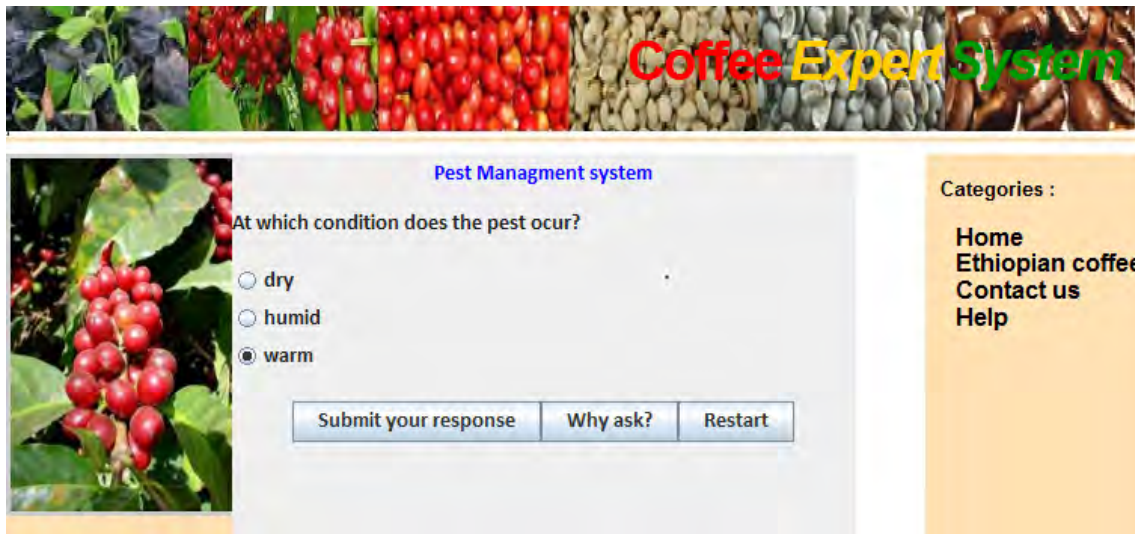 Coffee Expert System
Pest Managment system
At which condition does the pest ocur?
dry
humid
warm
Submit your response
Why ask?
Restart
Categories :
Home
Ethiopian coffee
Contact us
Help